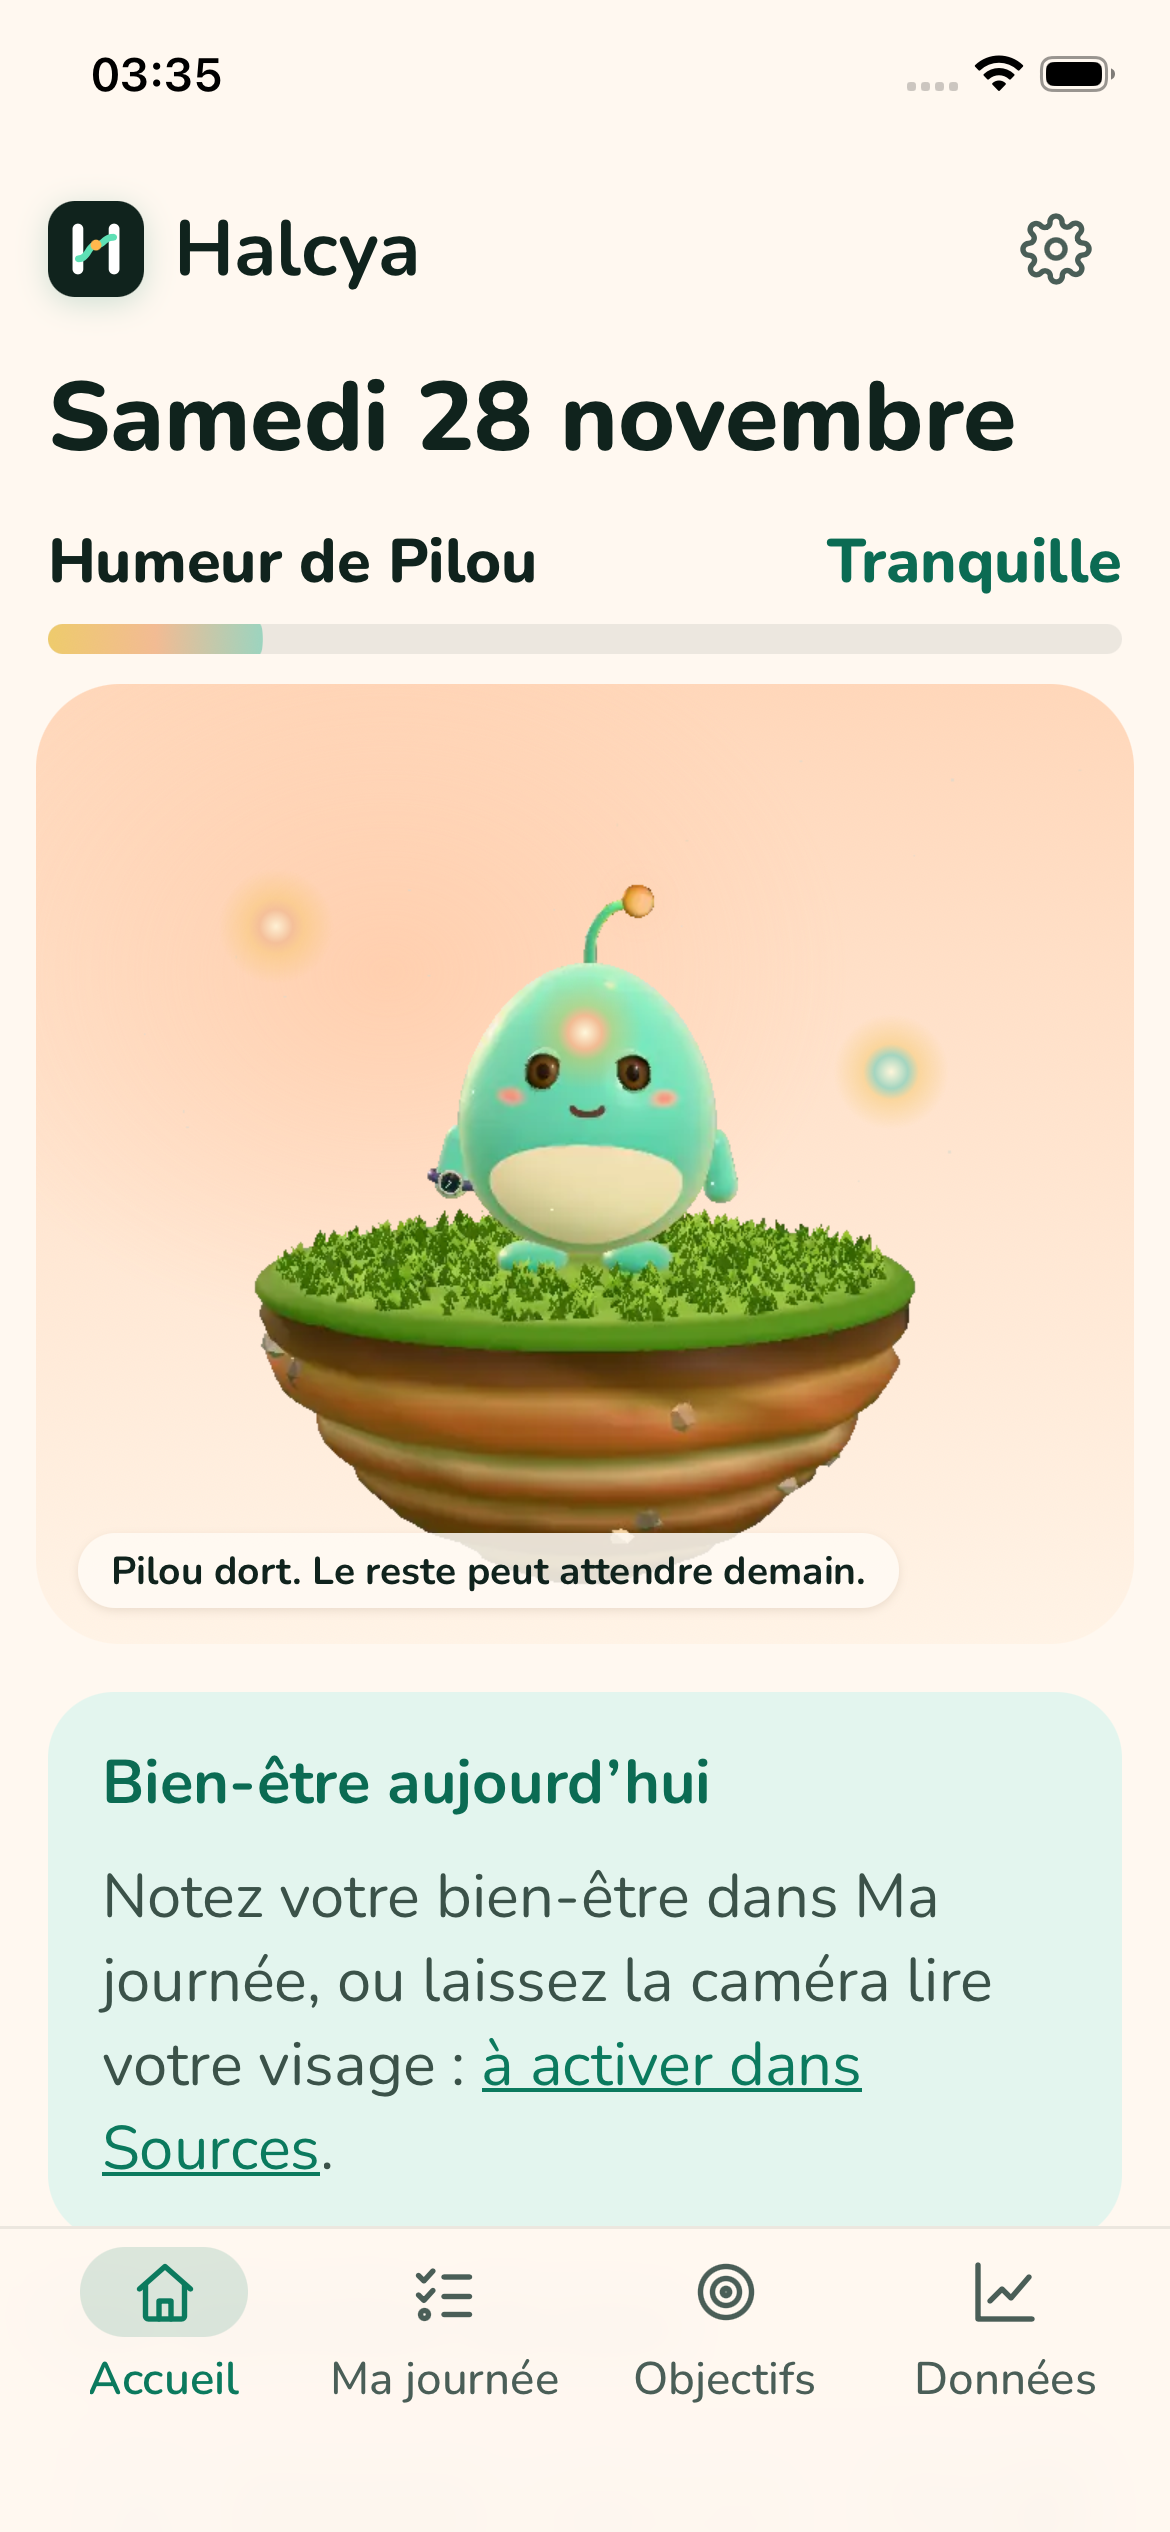 03:35
Halcya
Samedi 28 novembre
Humeur de Pilou
Tranquille
Pilou dort. Le reste peut attendre demain.
Bien-être aujourd’hui
Notez votre bien-être dans Ma
journée, ou laissez la caméra lire
votre visage : à activer dans
Sources.
Accueil
Ma journée
Objectifs
Données